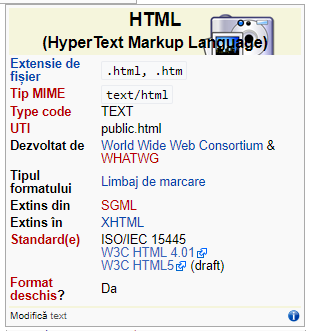 HTML
(HyperText Markup Language)
Extensie de fișier .html, .htm
Tip MIME text/html
Type code TEXT
UTI public.html
Dezvoltat de World Wide Web Consortium &
WHATWG
Tipul formatului Limbaj de marcare
Extins din SGML
Extins în XHTML
Standard(e) ISO/IEC 15445
W3C HTML 4.01
W3C HTML5 (draft)
Format deschis? Da
Modifică text